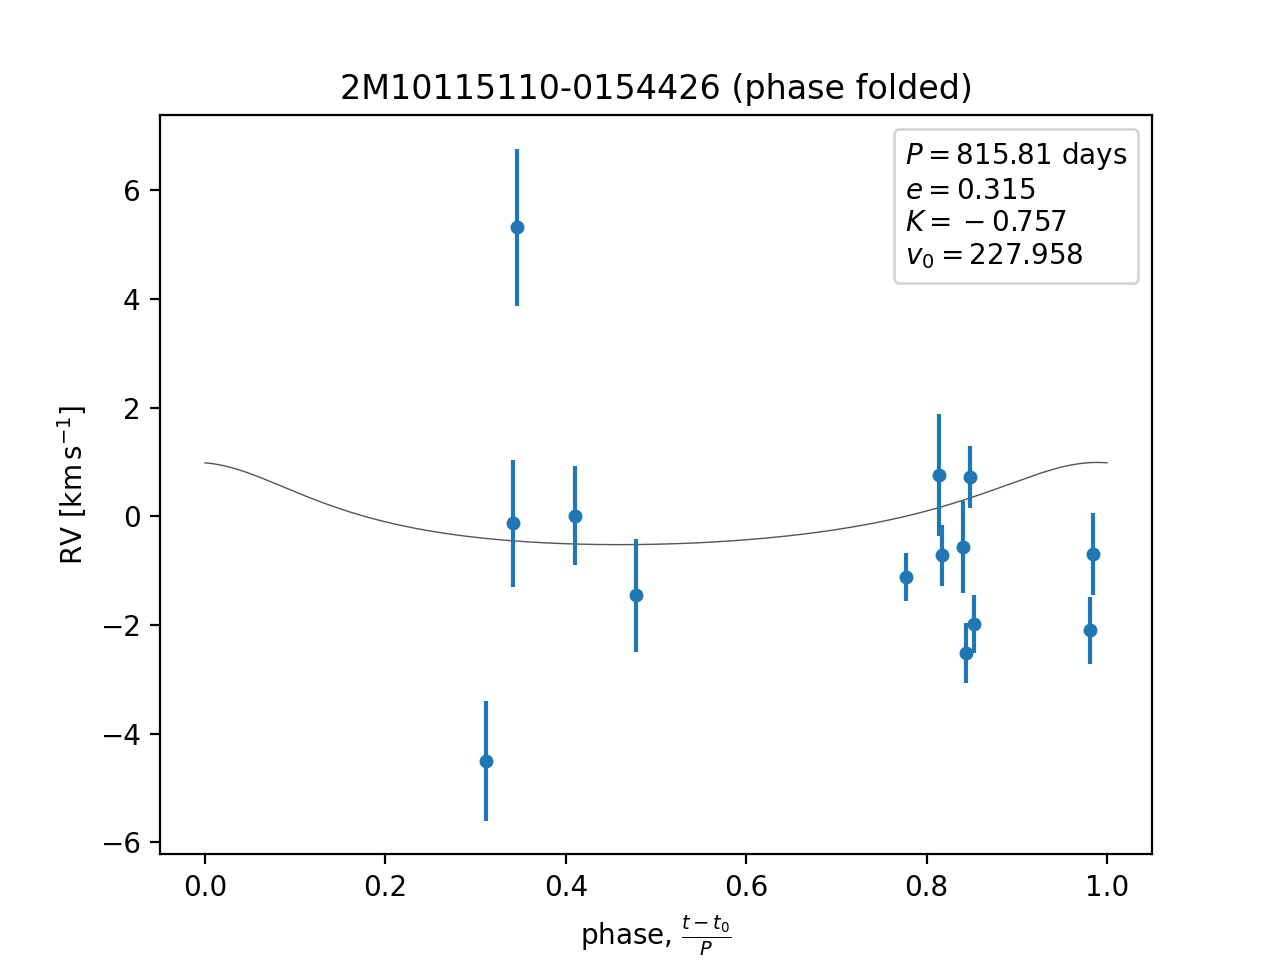 2M10115110-0154426 (phase folded)
P = 815.81 days
e = 0.315
K = −0.757
v₀ = 227.958
RV [km s⁻¹]
6
4
2
0
−2
−4
−6
0.0 0.2 0.4 0.6 0.8 1.0
phase, (t − t₀)/P